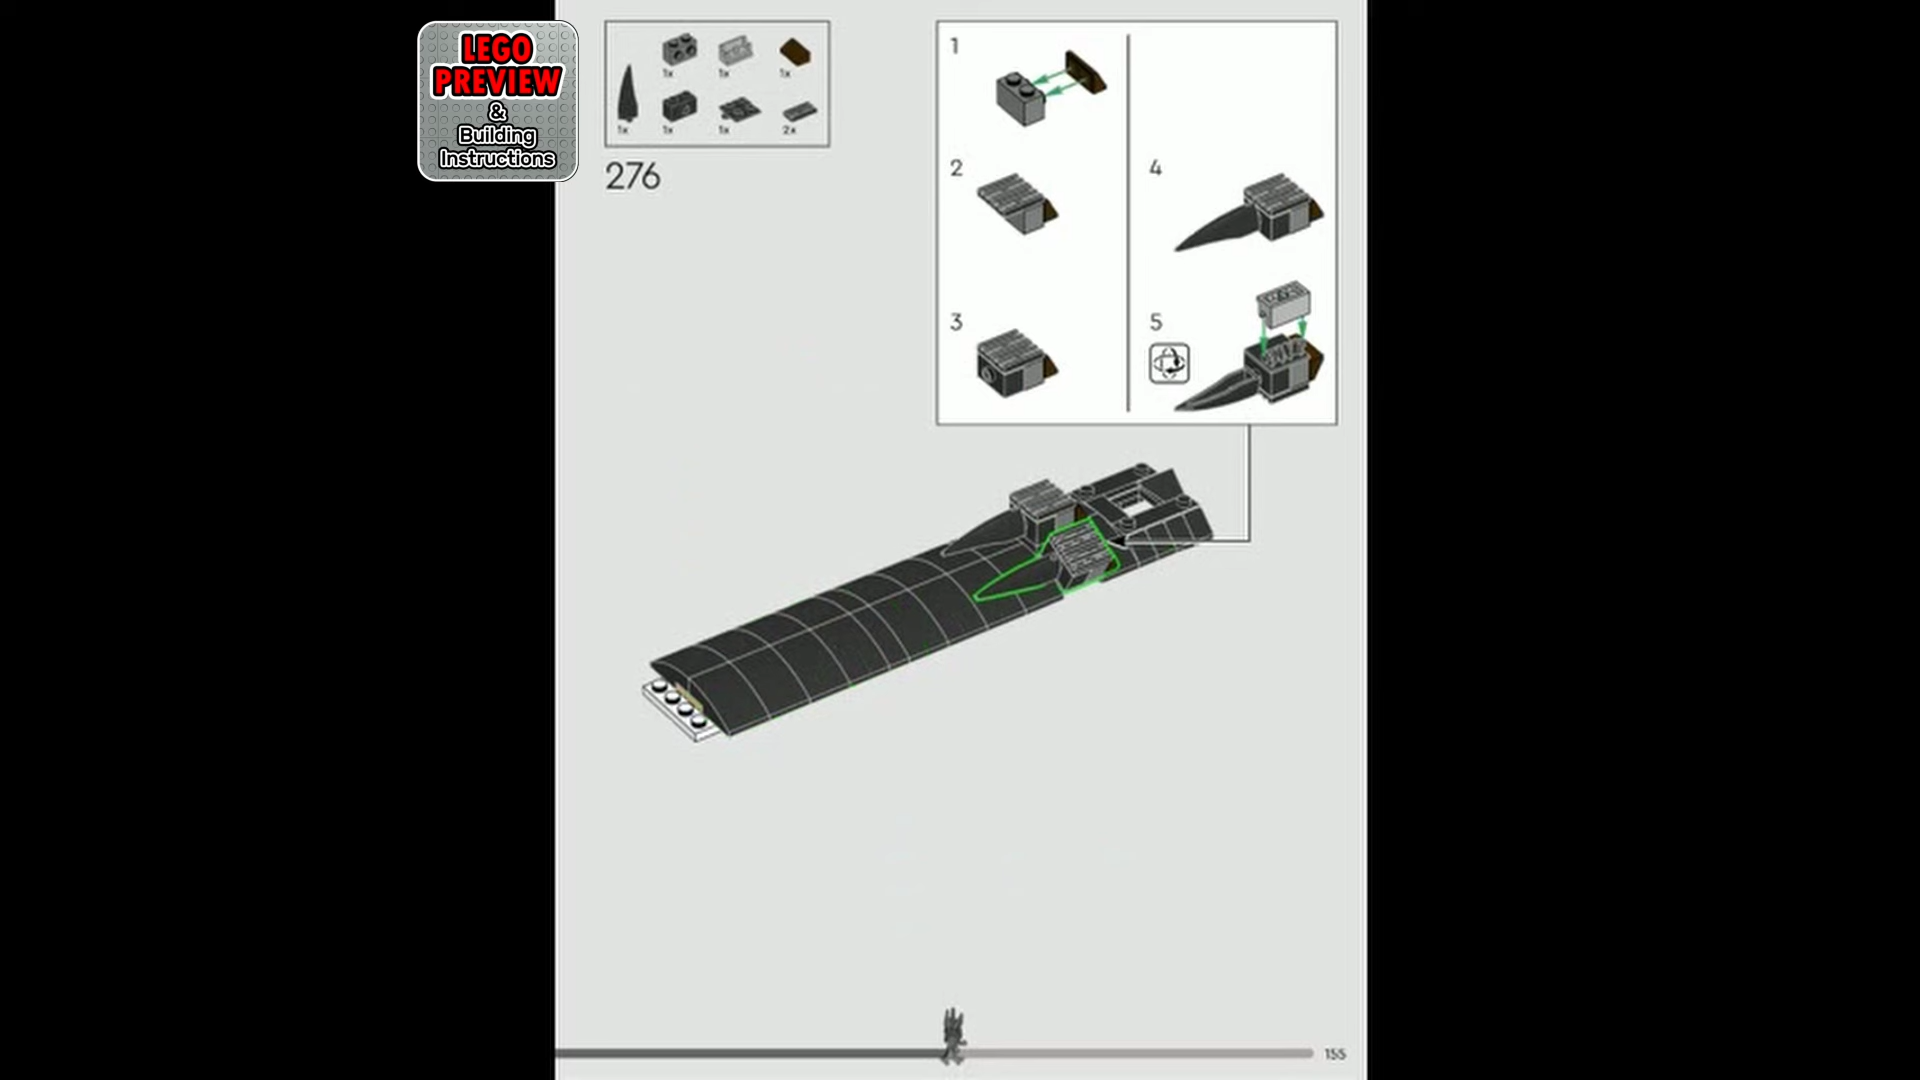 LEGO
PREVIEW
&
Building
Instructions
1x
1x
1x
1x
1x
1x
2x
276
1
2
3
4
5
155